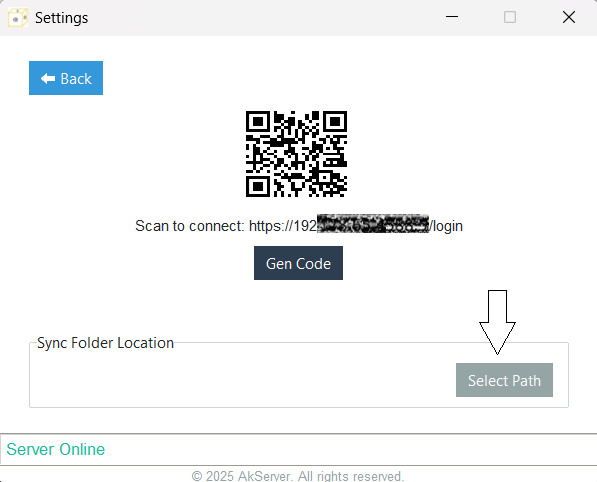 Settings
Back
Scan to connect: https://192 /login
Gen Code
Sync Folder Location
Select Path
Server Online
© 2025 AkServer. All rights reserved.